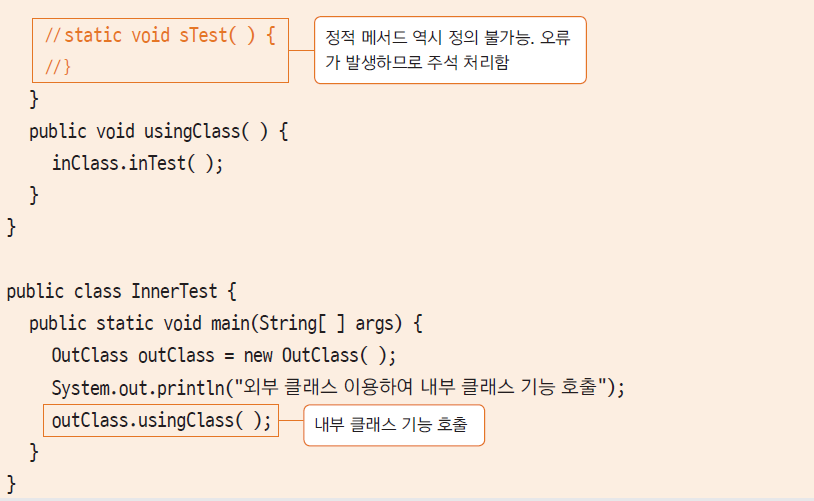 //static void sTest( ) {
//}
정적 메서드 역시 정의 불가능. 오류
가 발생하므로 주석 처리함
}
public void usingClass( ) {
inClass.inTest( );
}
}
public class InnerTest {
public static void main(String[ ] args) {
OutClass outClass = new OutClass( );
System.out.println("외부 클래스 이용하여 내부 클래스 기능 호출");
outClass.usingClass( );
내부 클래스 기능 호출
}
}